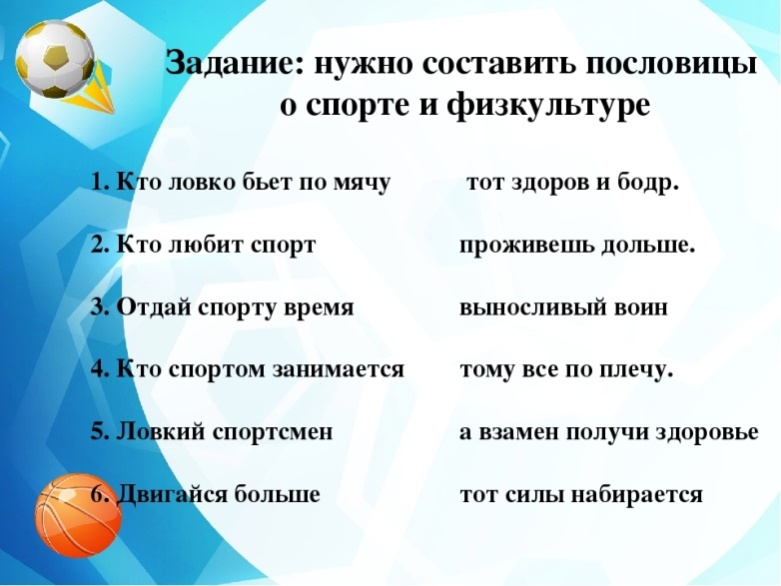 Задание: нужно составить пословицы
о спорте и физкультуре
1. Кто ловко бьет по мячу тот здоров и бодр.
2. Кто любит спорт проживешь дольше.
3. Отдай спорту время выносливый воин
4. Кто спортом занимается тому все по плечу.
5. Ловкий спортсмен а взамен получи здоровье
6. Двигайся больше тот силы набирается